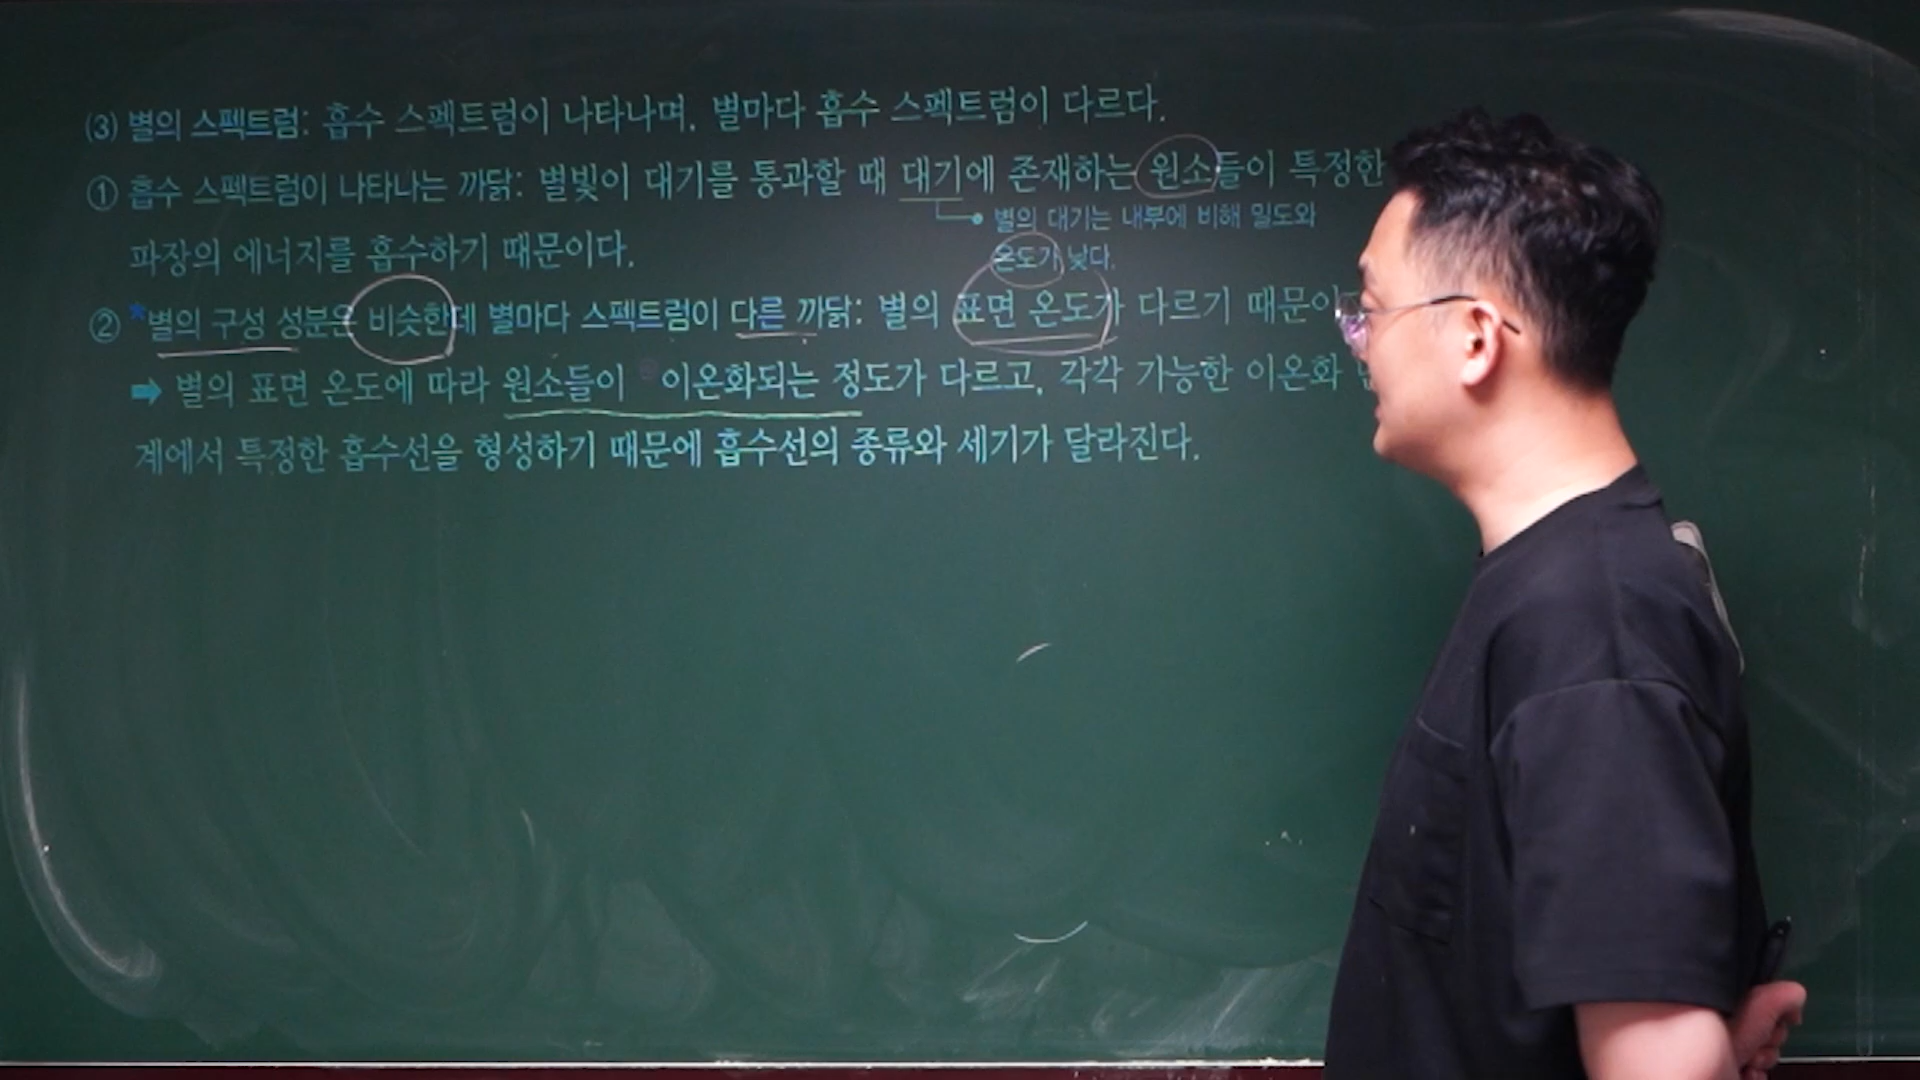 (3) 별의 스펙트럼: 흡수 스펙트럼이 나타나며, 별마다 흡수 스펙트럼이 다르다.
① 흡수 스펙트럼이 나타나는 까닭: 별빛이 대기를 통과할 때 대기에 존재하는 원소들이 특정한
별의 대기는 내부에 비해 밀도와
온도가 낮다.
파장의 에너지를 흡수하기 때문이다.
② *별의 구성 성분은 비슷한데 별마다 스펙트럼이 다른 까닭: 별의 표면 온도가 다르기 때문이
➡ 별의 표면 온도에 따라 원소들이 이온화되는 정도가 다르고, 각각 가능한 이온화
계에서 특정한 흡수선을 형성하기 때문에 흡수선의 종류와 세기가 달라진다.